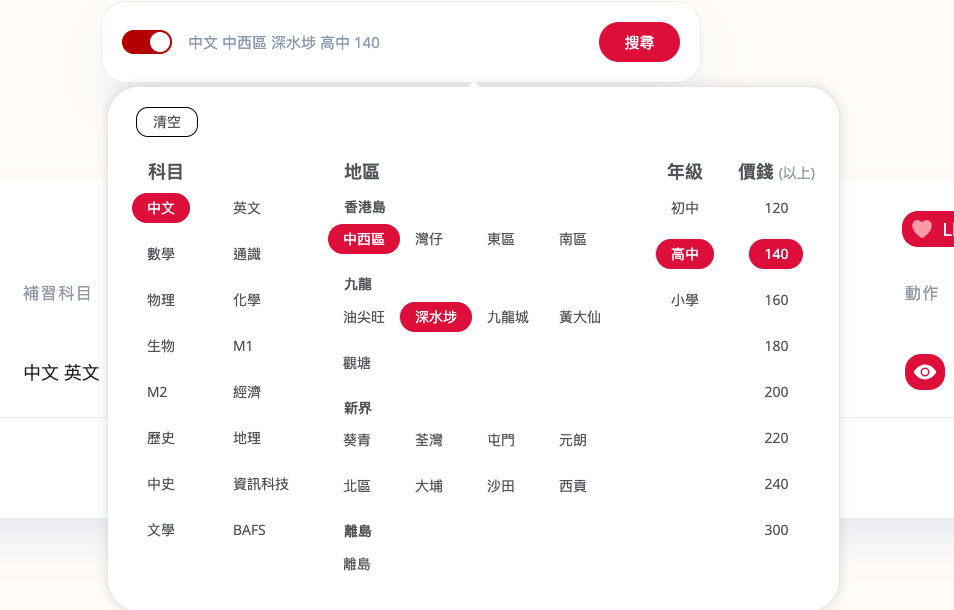 中文 中西區 深水埗 高中 140
搜尋
清空
科目
地區
年級
價錢 (以上)
中文
英文
數學
通識
物理
化學
生物
M1
M2
經濟
歷史
地理
中史
資訊科技
文學
BAFS
香港島
中西區
灣仔
東區
南區
九龍
油尖旺
深水埗
九龍城
黃大仙
觀塘
新界
葵青
荃灣
屯門
元朗
北區
大埔
沙田
西貢
離島
離島
初中
高中
小學
120
140
160
180
200
220
240
300
補習科目
中文 英文
動作